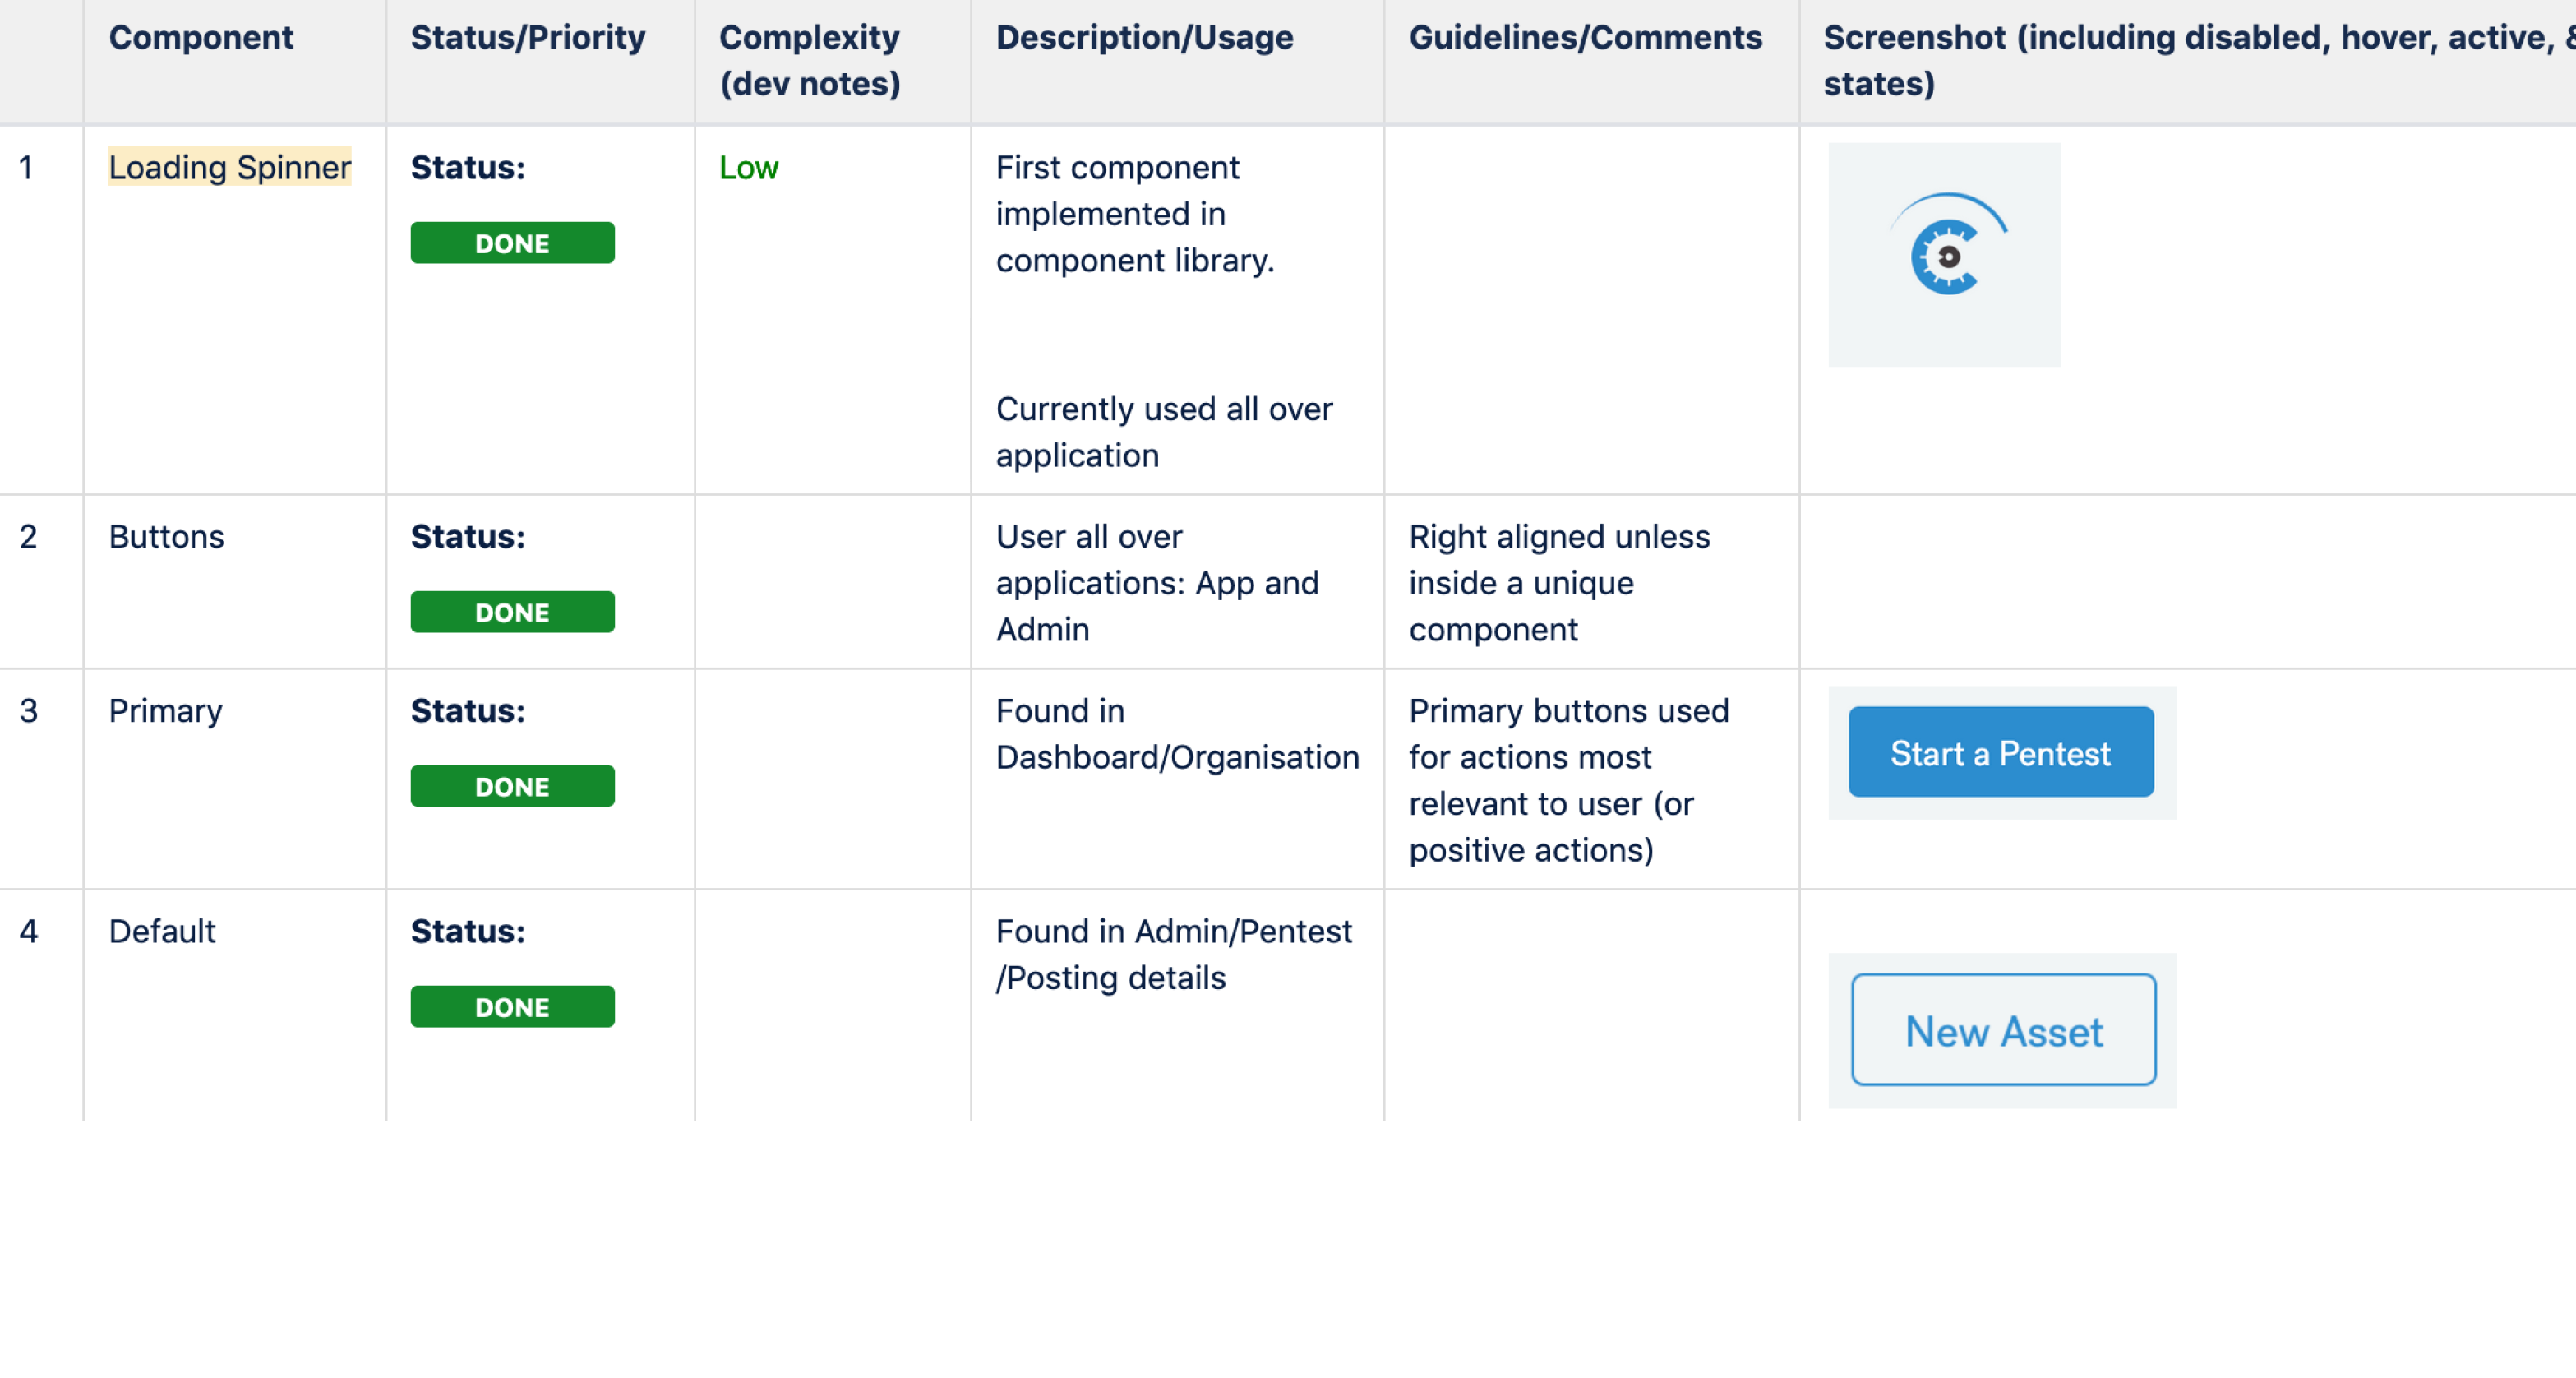 Component
Status/Priority
Complexity
(dev notes)
Description/Usage
Guidelines/Comments
Screenshot (including disabled, hover, active, &
states)
1
Loading Spinner
Status:
DONE
Low
First component
implemented in
component library.
Currently used all over
application
2
Buttons
Status:
DONE
User all over
applications: App and
Admin
Right aligned unless
inside a unique
component
3
Primary
Status:
DONE
Found in
Dashboard/Organisation
Primary buttons used
for actions most
relevant to user (or
positive actions)
Start a Pentest
4
Default
Status:
DONE
Found in Admin/Pentest
/Posting details
New Asset